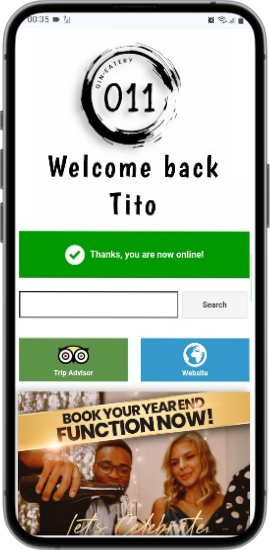 00:35
GIN·EATERY
011
Welcome back
Tito
Thanks, you are now online!
Search
Trip Advisor
Website
BOOK YOUR YEAR END
FUNCTION NOW!
Let's Celebrate